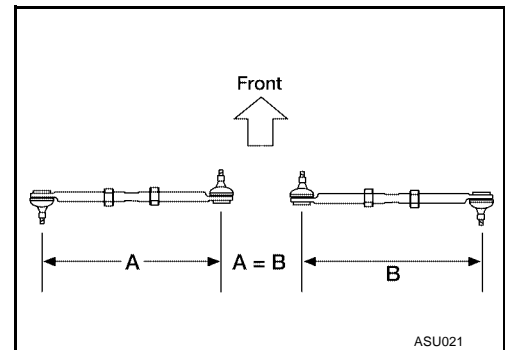 Front
A
A = B
B
ASU021